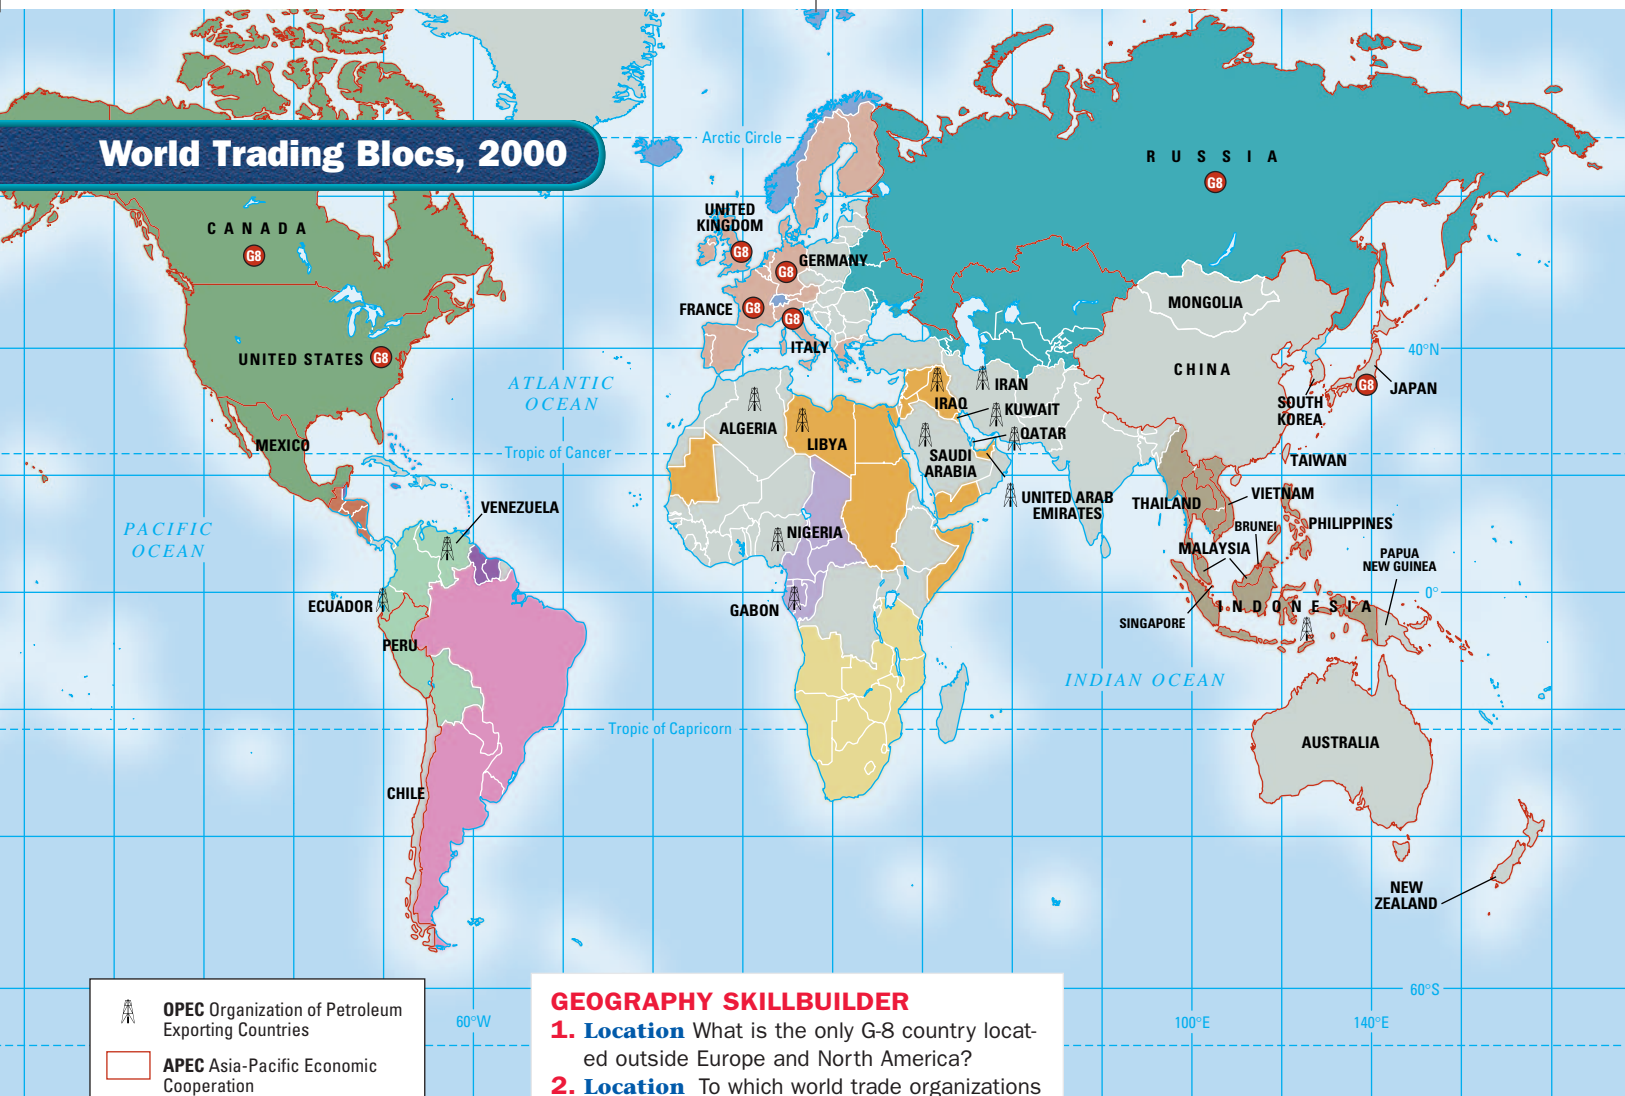 World Trading Blocs, 2000
Arctic Circle
RUSSIA
G8
CANADA
G8
UNITED
KINGDOM
G8
GERMANY
G8
FRANCE
G8
G8
ITALY
UNITED STATES
G8
MONGOLIA
CHINA
40°N
G8
JAPAN
SOUTH
KOREA
ATLANTIC
OCEAN
MEXICO
Tropic of Cancer
ALGERIA
LIBYA
IRAN
IRAQ
KUWAIT
QATAR
SAUDI
ARABIA
UNITED ARAB
EMIRATES
TAIWAN
THAILAND
VIETNAM
BRUNEI
PHILIPPINES
MALAYSIA
PAPUA
NEW GUINEA
PACIFIC
OCEAN
VENEZUELA
NIGERIA
ECUADOR
GABON
PERU
0°
INDONESIA
SINGAPORE
INDIAN OCEAN
Tropic of Capricorn
AUSTRALIA
CHILE
NEW
ZEALAND
60°S
60°W
100°E
140°E
OPEC Organization of Petroleum
Exporting Countries
APEC Asia-Pacific Economic
Cooperation
GEOGRAPHY SKILLBUILDER
1. Location What is the only G-8 country locat-
ed outside Europe and North America?
2. Location To which world trade organizations